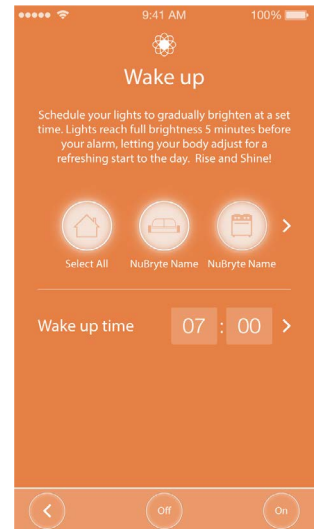 9:41 AM 100%
Wake up
Schedule your lights to gradually brighten at a set
time. Lights reach full brightness 5 minutes before
your alarm, letting your body adjust for a
refreshing start to the day. Rise and Shine!
Select All NuBryte Name NuBryte Name
Wake up time 07 : 00
Off On